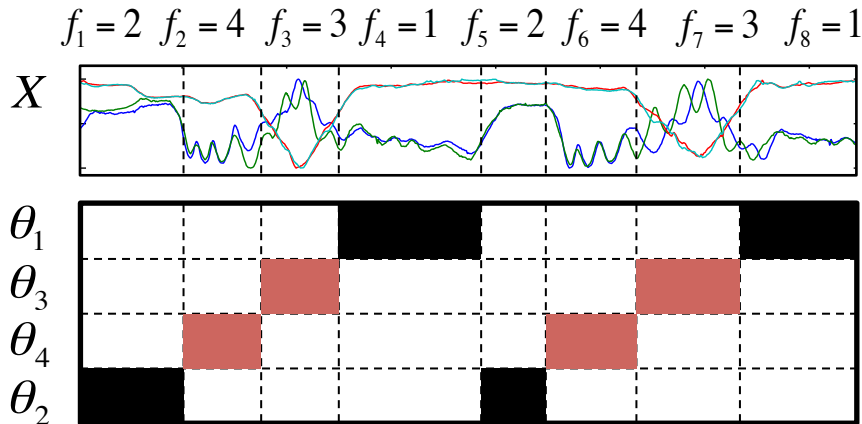 f₁ = 2 f₂ = 4 f₃ = 3 f₄ = 1 f₅ = 2 f₆ = 4 f₇ = 3 f₈ = 1
X
θ₁
θ₃
θ₄
θ₂